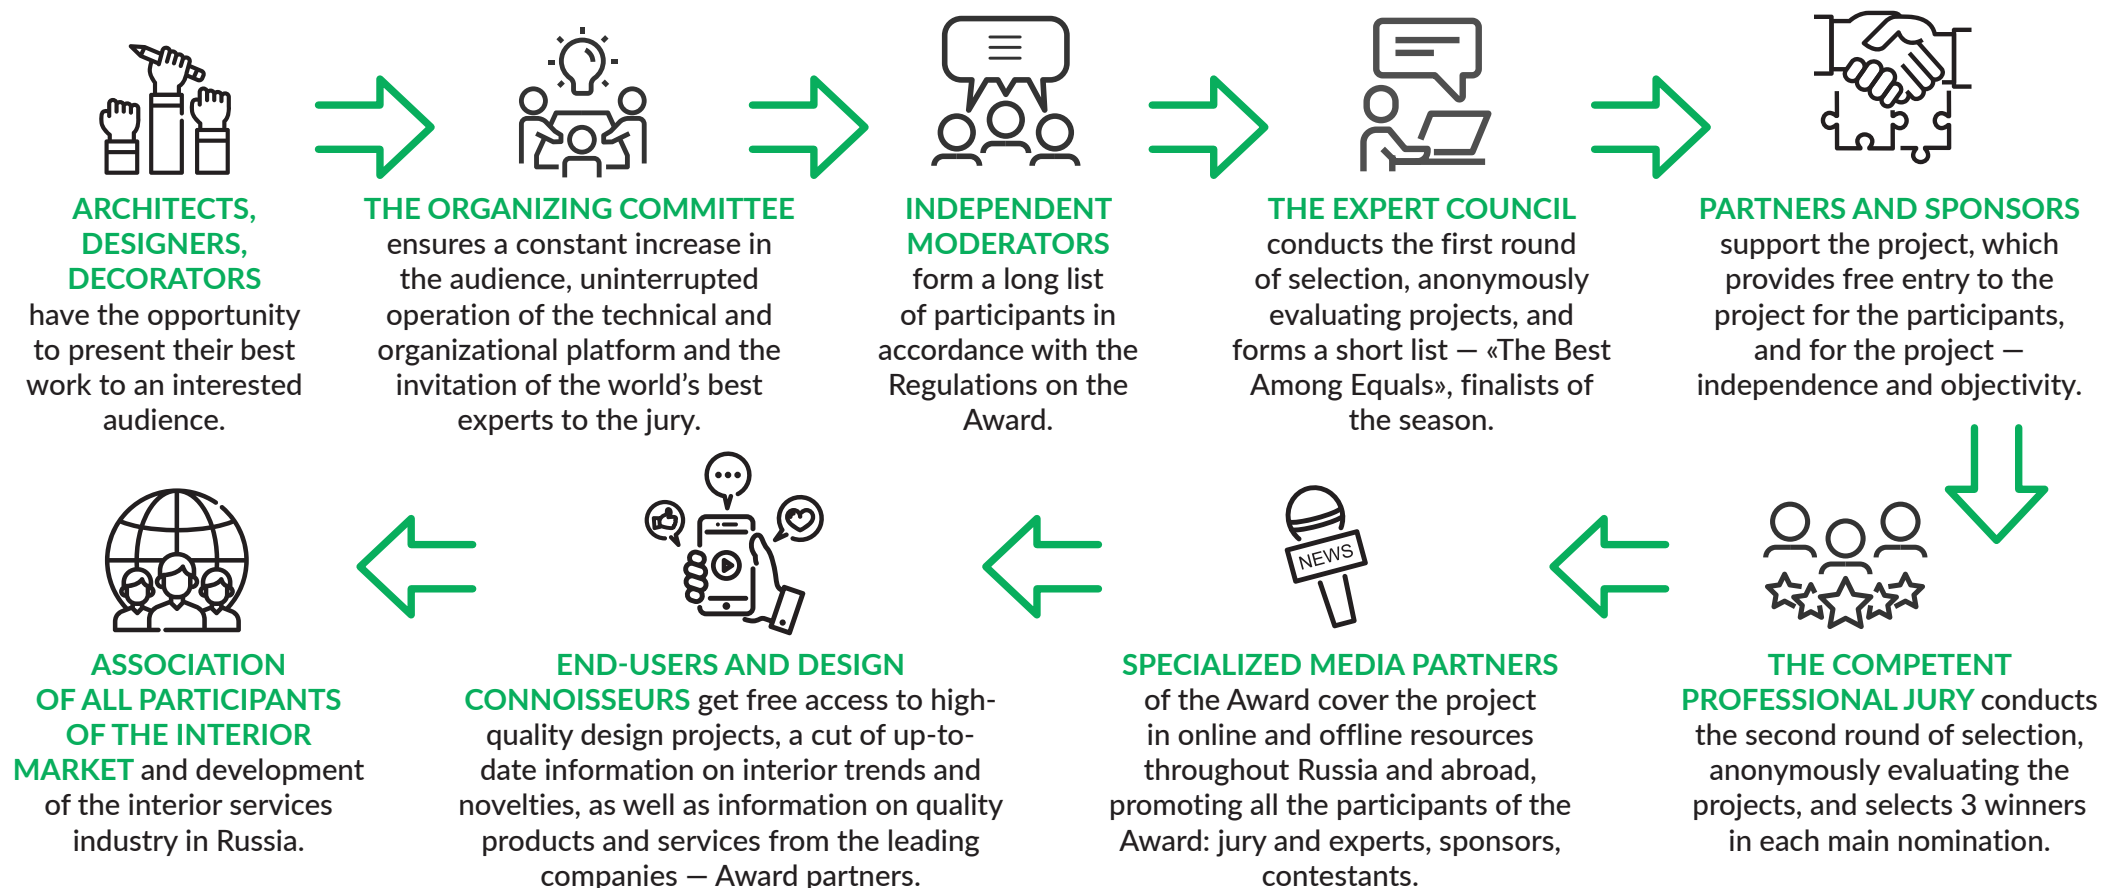 ARCHITECTS,
DESIGNERS,
DECORATORS
have the opportunity
to present their best
work to an interested
audience.
THE ORGANIZING COMMITTEE
ensures a constant increase in
the audience, uninterrupted
operation of the technical and
organizational platform and the
invitation of the world’s best
experts to the jury.
INDEPENDENT
MODERATORS
form a long list
of participants in
accordance with the
Regulations on the
Award.
THE EXPERT COUNCIL
conducts the first round
of selection, anonymously
evaluating projects, and
forms a short list — «The Best
Among Equals», finalists of
the season.
PARTNERS AND SPONSORS
support the project, which
provides free entry to the
project for the participants,
and for the project —
independence and objectivity.
THE COMPETENT
PROFESSIONAL JURY conducts
the second round of selection,
anonymously evaluating the
projects, and selects 3 winners
in each main nomination.
NEWS
SPECIALIZED MEDIA PARTNERS
of the Award cover the project
in online and offline resources
throughout Russia and abroad,
promoting all the participants of the
Award: jury and experts, sponsors,
contestants.
END-USERS AND DESIGN
CONNOISSEURS get free access to high-
quality design projects, a cut of up-to-
date information on interior trends and
novelties, as well as information on quality
products and services from the leading
companies — Award partners.
ASSOCIATION
OF ALL PARTICIPANTS
OF THE INTERIOR
MARKET and development
of the interior services
industry in Russia.